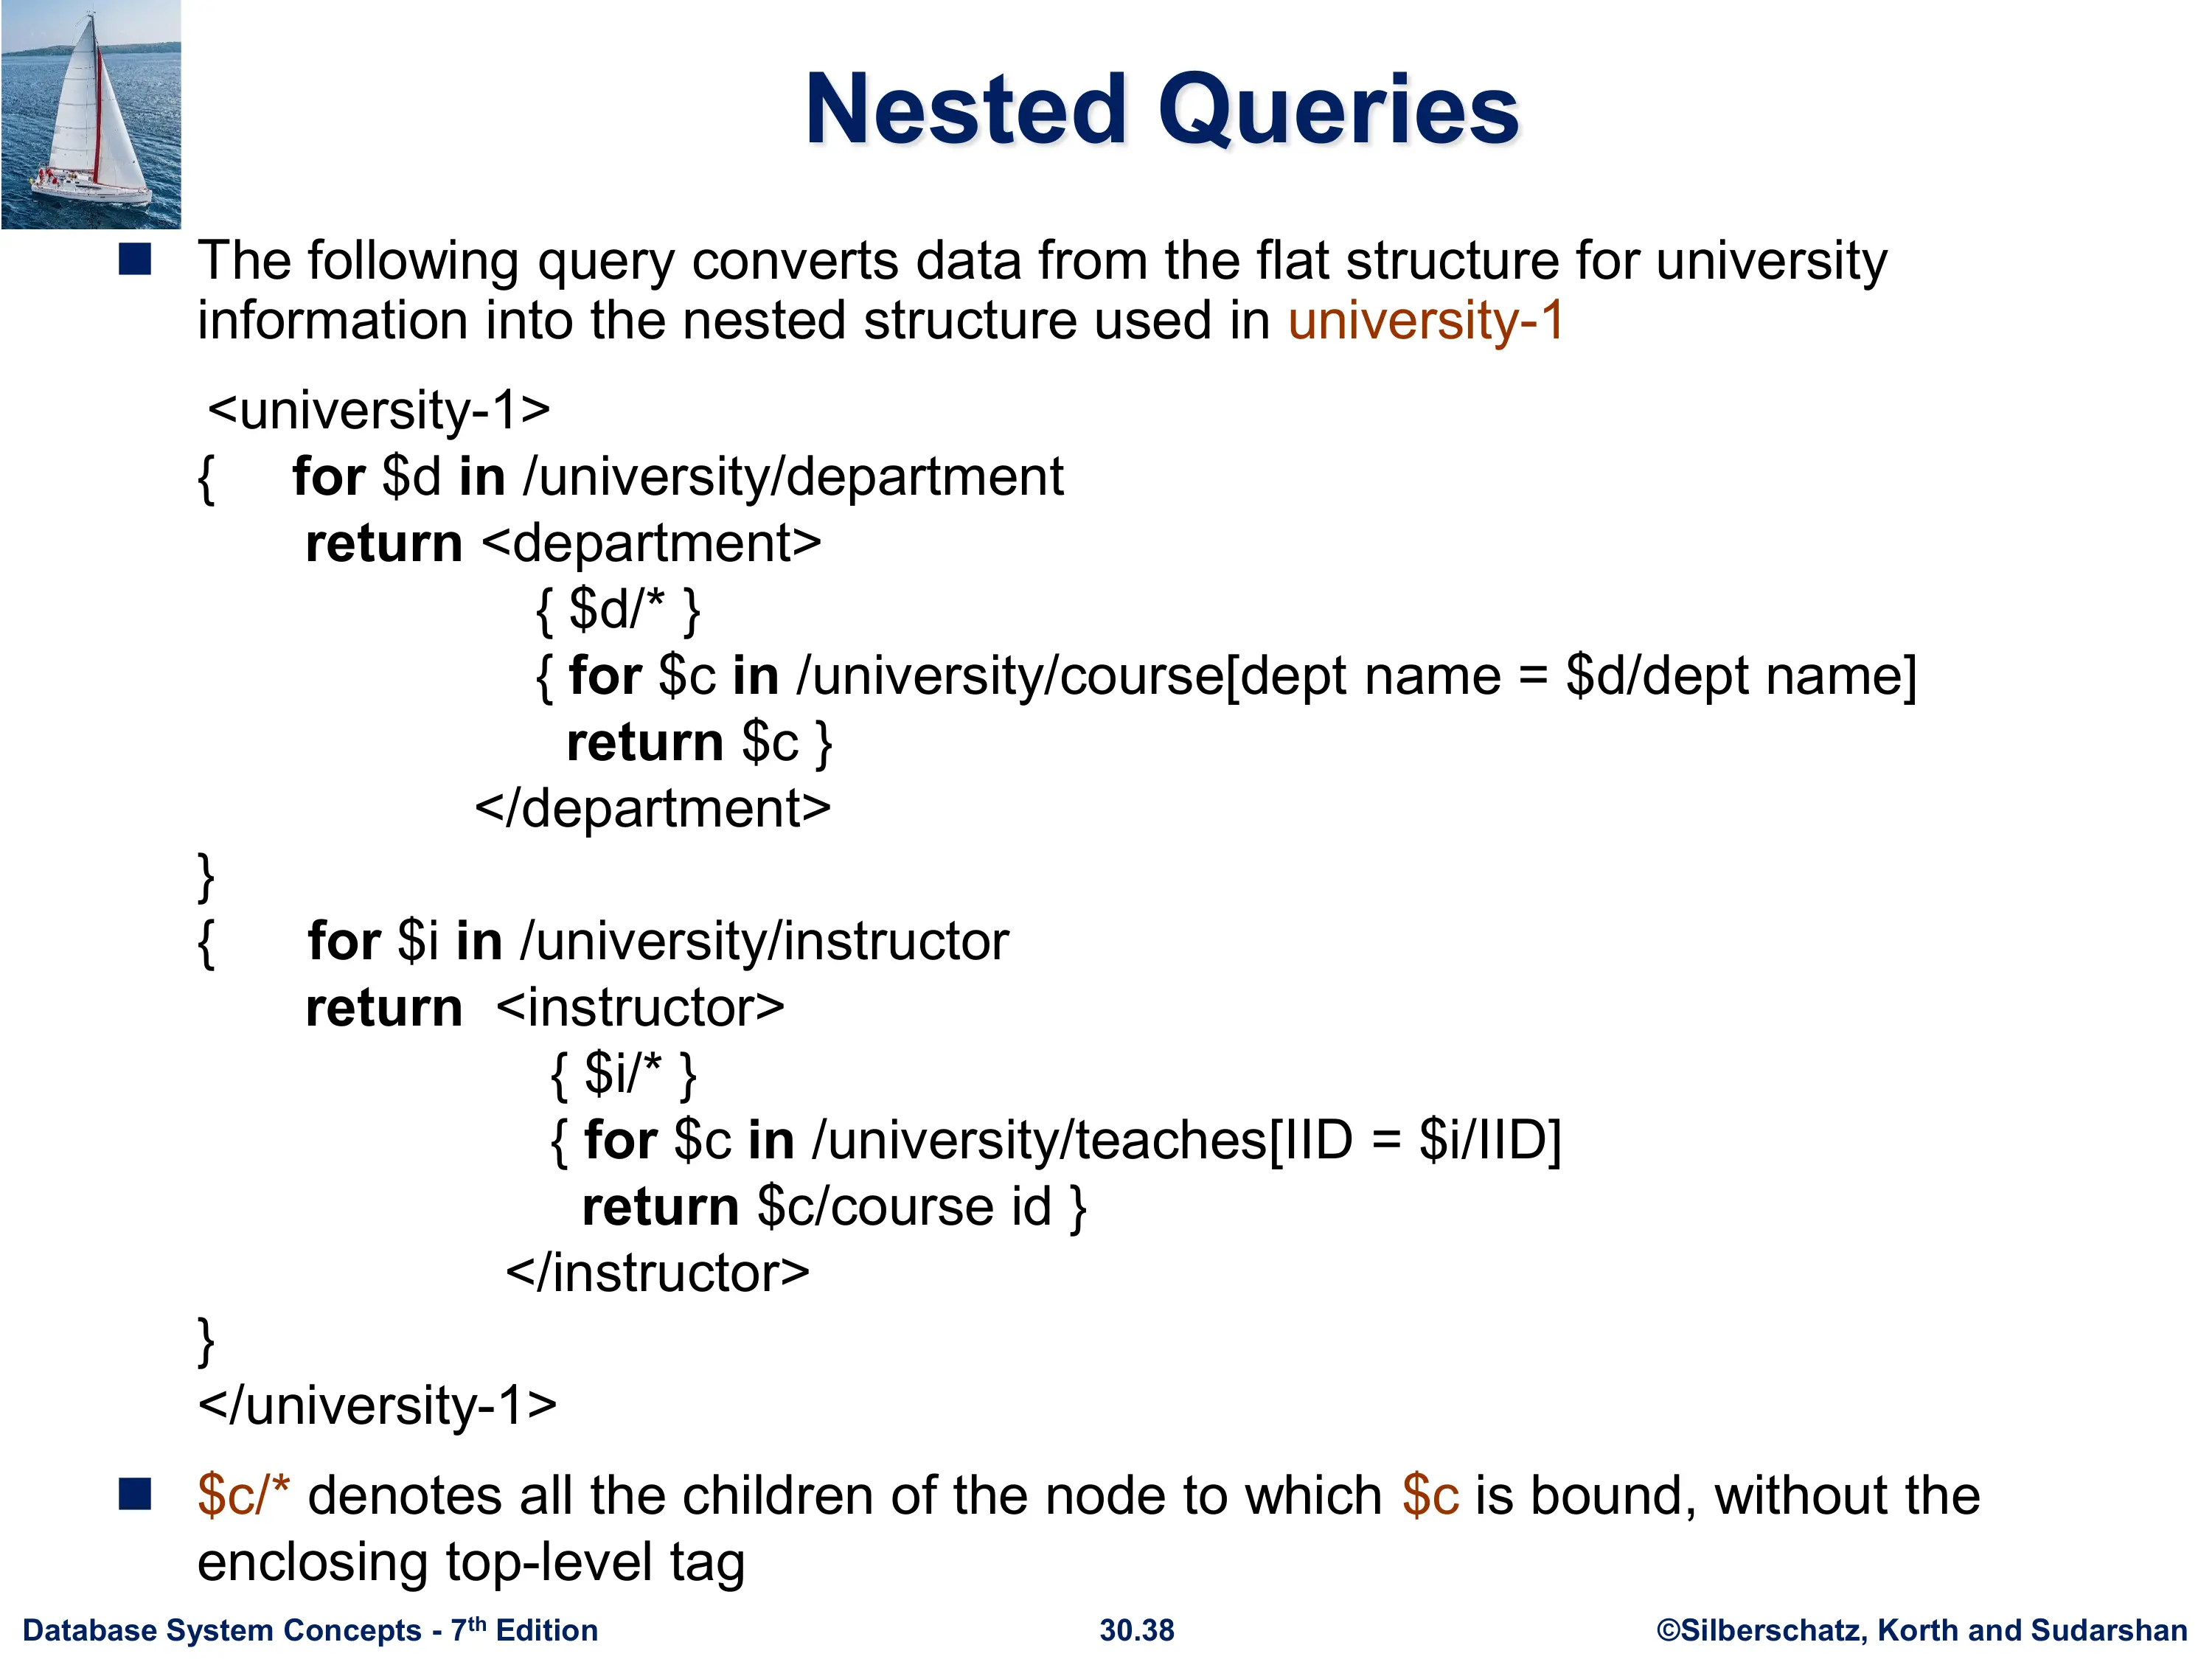 Nested Queries
The following query converts data from the flat structure for university
information into the nested structure used in university-1
<university-1>
{ for $d in /university/department
return <department>
{ $d/* }
{ for $c in /university/course[dept name = $d/dept name]
return $c }
</department>
}
{ for $i in /university/instructor
return <instructor>
{ $i/* }
{ for $c in /university/teaches[IID = $i/IID]
return $c/course id }
</instructor>
}
</university-1>
$c/* denotes all the children of the node to which $c is bound, without the
enclosing top-level tag
Database System Concepts - 7th Edition 30.38 ©Silberschatz, Korth and Sudarshan